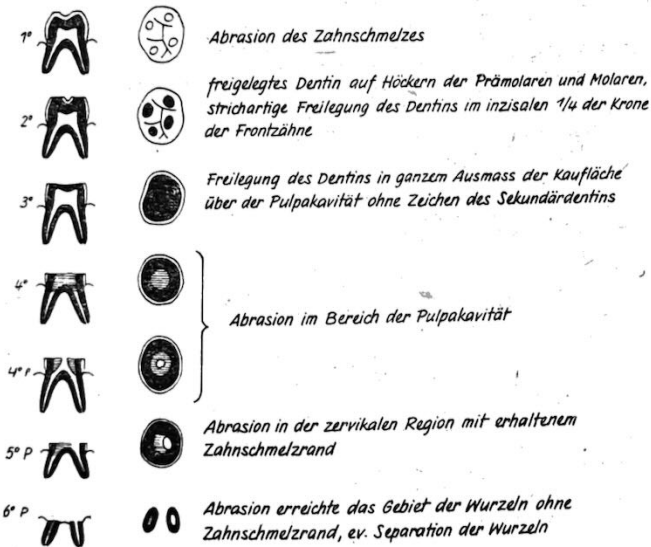 1° Abrasion des Zahnschmelzes
freigelegtes Dentin auf Höckern der Prämolaren und Molaren,
2° strichartige Freilegung des Dentins im inzisalen 1/4 der Krone
der Frontzähne
Freilegung des Dentins in ganzem Ausmass der Kaufläche
3° über der Pulpakavität ohne Zeichen des Sekundärdentins
4°
Abrasion im Bereich der Pulpakavität
4° P
Abrasion in der zervikalen Region mit erhaltenem
5° P Zahnschmelzrand
6° P Abrasion erreichte das Gebiet der Wurzeln ohne
Zahnschmelzrand, ev. Separation der Wurzeln